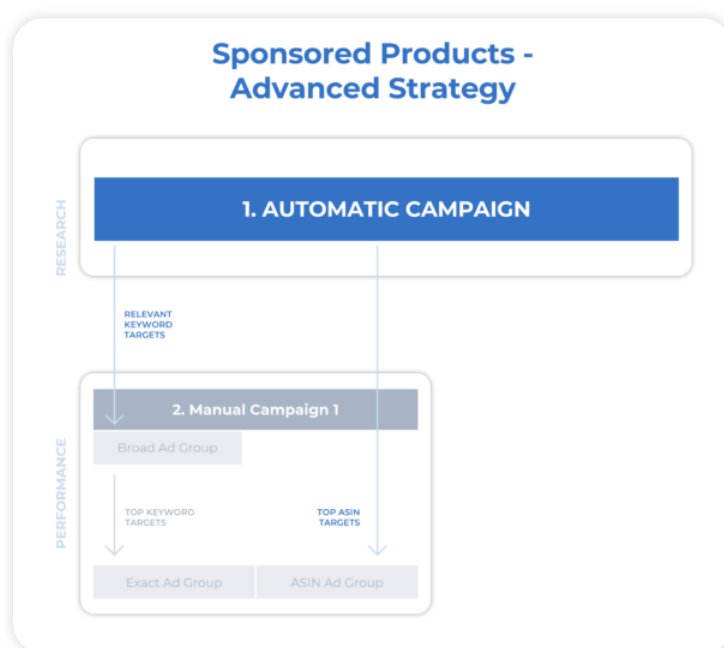 Sponsored Products -
Advanced Strategy
RESEARCH
1. AUTOMATIC CAMPAIGN
RELEVANT
KEYWORD
TARGETS
PERFORMANCE
2. Manual Campaign 1
Broad Ad Group
TOP KEYWORD
TARGETS
TOP ASIN
TARGETS
Exact Ad Group
ASIN Ad Group